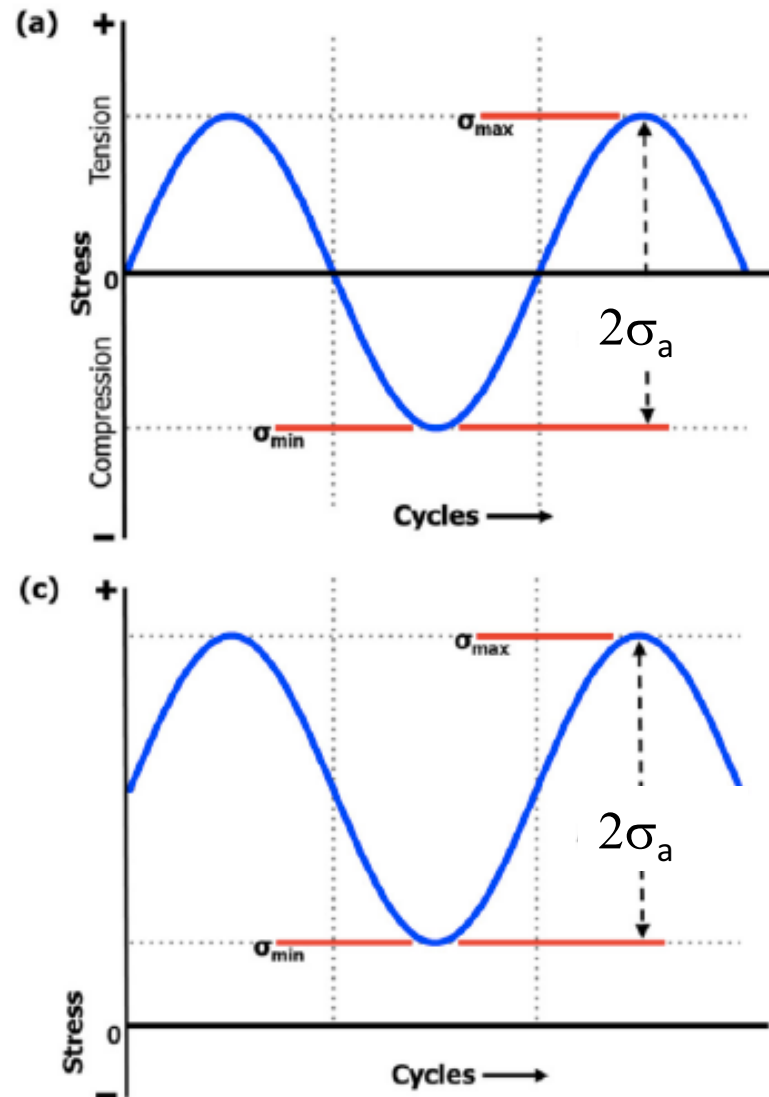 (a)
+
Tension
σmax
Stress
0
2σa
Compression
σmin
Cycles
–
(c)
+
σmax
2σa
σmin
Stress
0
Cycles
–